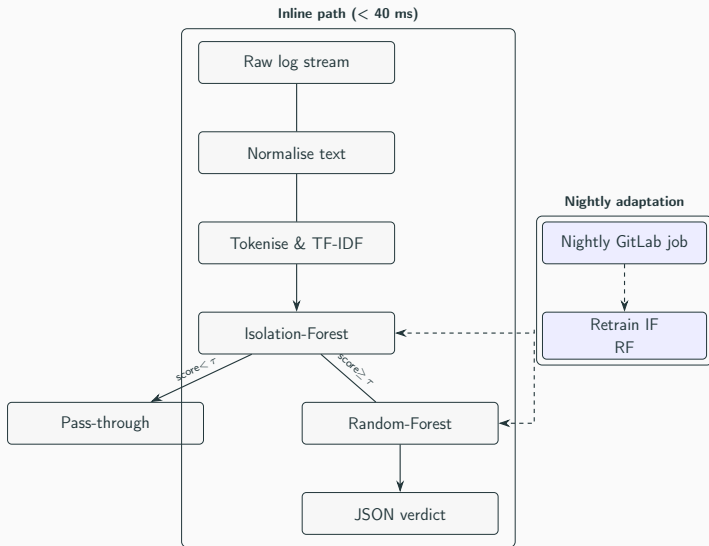 Inline path (< 40 ms)
Raw log stream
Normalise text
Nightly adaptation
Tokenise & TF-IDF
Nightly GitLab job
Isolation-Forest
Retrain IF
RF
score< τ
score≥ τ
Pass-through
Random-Forest
JSON verdict